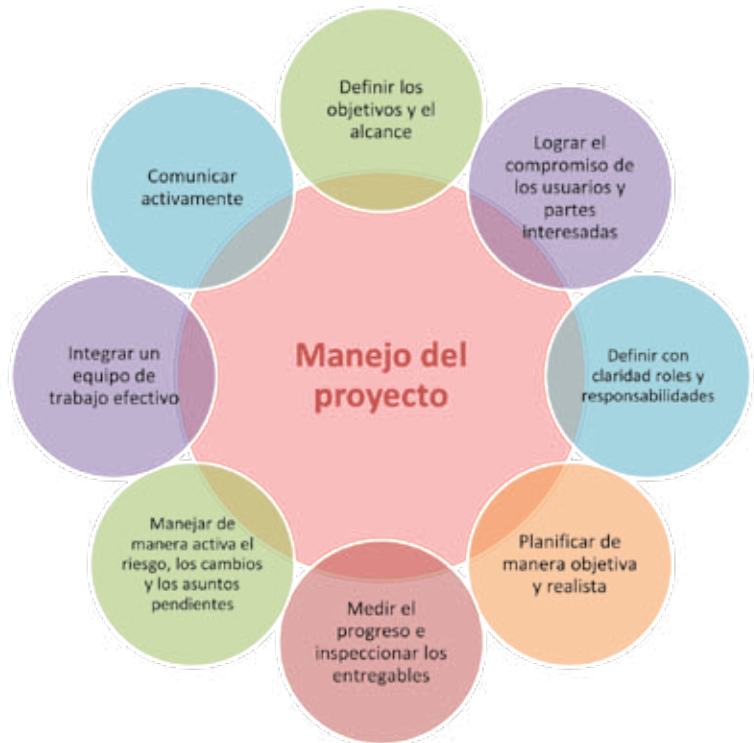 Definir los
objetivos y el
alcance
Lograr el
compromiso de
los usuarios y
partes
interesadas
Definir con
claridad roles y
responsabilidades
Planificar de
manera objetiva
y realista
Medir el
progreso e
inspeccionar los
entregables
Manejar de
manera activa el
riesgo, los cambios
y los asuntos
pendientes
Integrar un
equipo de
trabajo efectivo
Comunicar
activamente
Manejo del
proyecto